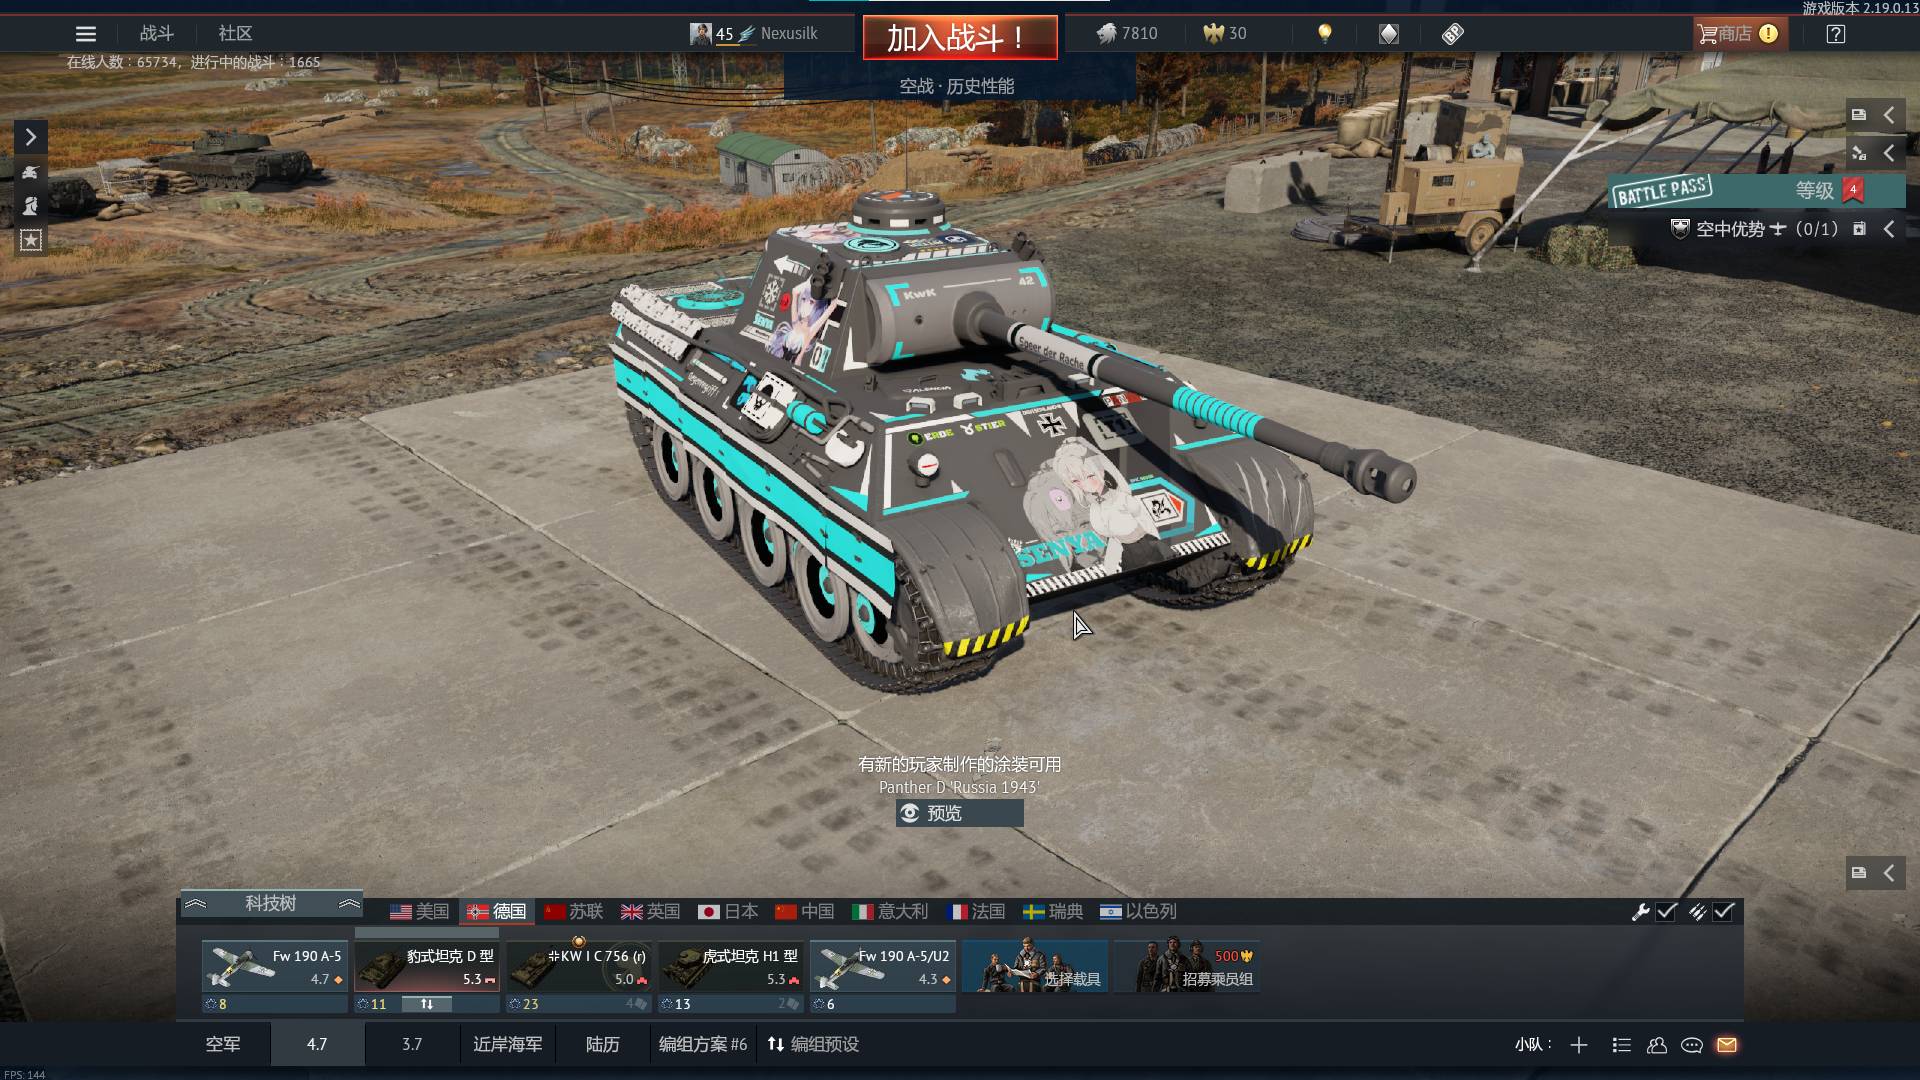 游戏版本 2.19.0.13
战斗 社区 45 Nexusilk 加入战斗！ 7810 30 BP 商店 ! ?
在线人数：65734，进行中的战斗：1665
空战 · 历史性能
BATTLE PASS 等级 4
空中优势 (0/1)
KwK 42
Speer der Rache
SENYA
VALENCIA
ERDE STIER
SENYA
有新的玩家制作的涂装可用
Panther D 'Russia 1943'
预览
科技树 美国 德国 苏联 英国 日本 中国 意大利 法国 瑞典 以色列
Fw 190 A-5 豹式坦克 D 型 KW I C 756 (r) 虎式坦克 H1 型 Fw 190 A-5/U2 500
4.7 5.3 5.0 5.3 4.3 选择载具 招募乘员组
8 11 23 4 13 2 6
空军 4.7 3.7 近岸海军 陆历 编组方案 #6 编组预设 小队：
FPS: 144